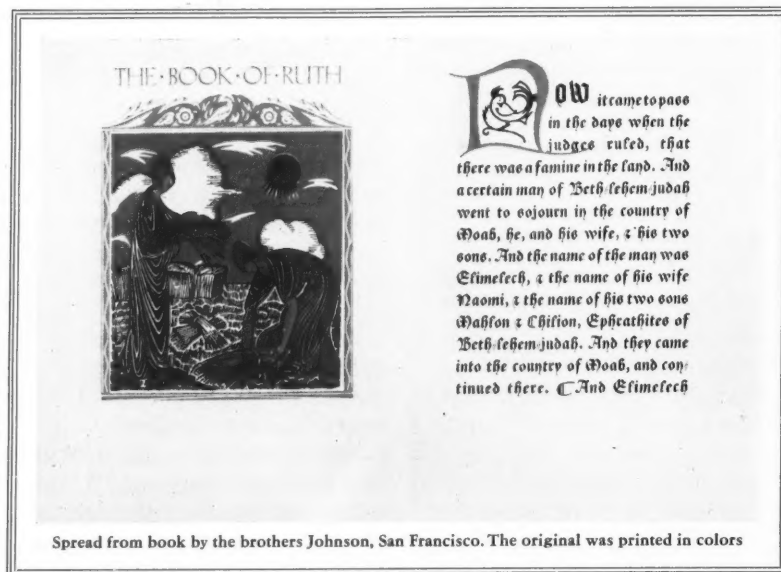 THE·BOOK·OF·RUTH
Now it came to pass
in the days when the
judges ruled, that
there was a famine in the land. And
a certain man of Beth-lehem-judah
went to sojourn in the country of
Moab, he, and his wife, & his two
sons. And the name of the man was
Elimelech, & the name of his wife
Naomi, & the name of his two sons
Mahlon & Chilion, Ephrathites of
Beth-lehem-judah. And they came
into the country of Moab, and con-
tinued there. ¶ And Elimelech
Spread from book by the brothers Johnson, San Francisco. The original was printed in colors